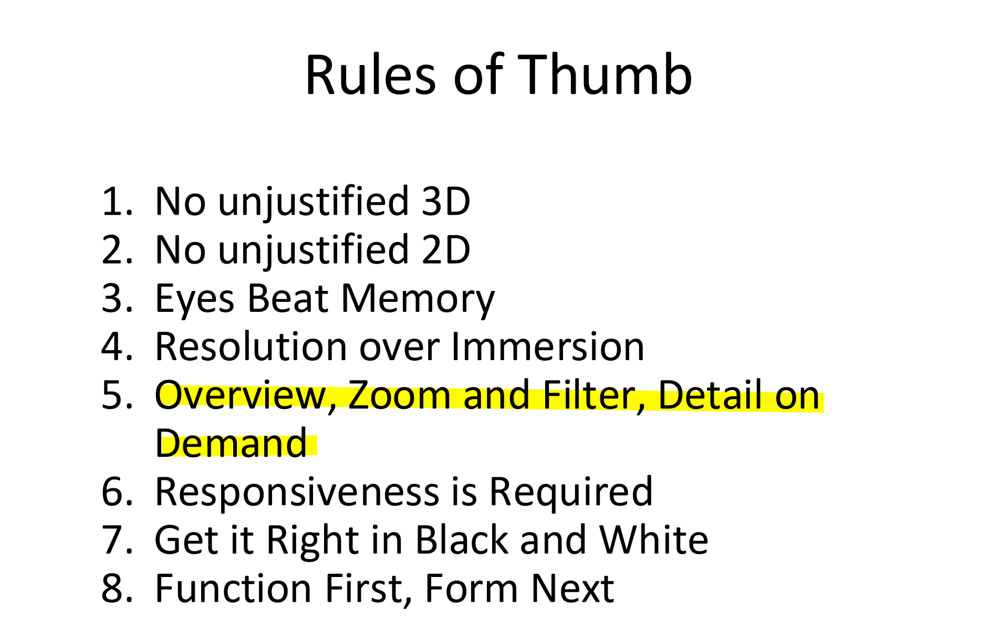 Rules of Thumb
1. No unjustified 3D
2. No unjustified 2D
3. Eyes Beat Memory
4. Resolution over Immersion
5. Overview, Zoom and Filter, Detail on
Demand
6. Responsiveness is Required
7. Get it Right in Black and White
8. Function First, Form Next